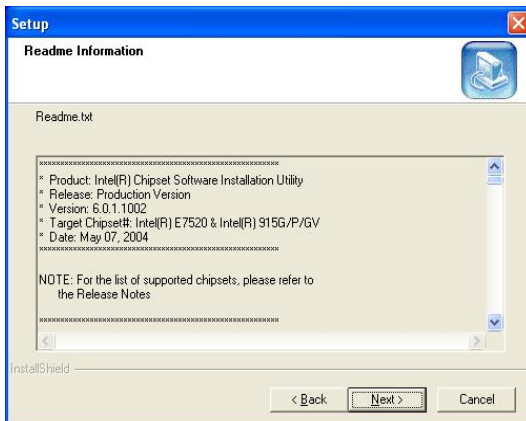 Setup
Readme Information
Readme.txt
************************************************************
* Product: Intel(R) Chipset Software Installation Utility
* Release: Production Version
* Version: 6.0.1.1002
* Target Chipset#: Intel(R) E7520 & Intel(R) 915G/P/GV
* Date: May 07, 2004
************************************************************
NOTE: For the list of supported chipsets, please refer to
the Release Notes
************************************************************
InstallShield
< Back
Next >
Cancel